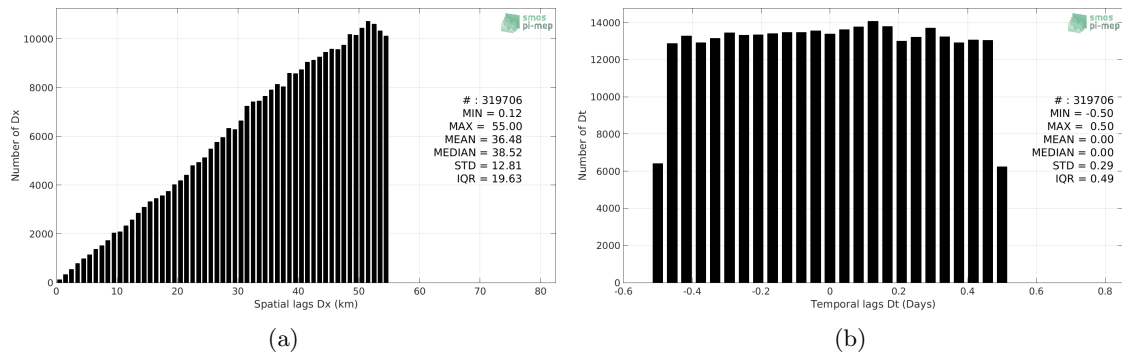 Number of Dx
10000
8000
6000
4000
2000
0
0 10 20 30 40 50 60 70 80
Spatial lags Dx (km)
smos
pi-mep
# : 319706
MIN = 0.12
MAX = 55.00
MEAN = 36.48
MEDIAN = 38.52
STD = 12.81
IQR = 19.63
(a)
Number of Dt
14000
12000
10000
8000
6000
4000
2000
0
-0.6 -0.4 -0.2 0 0.2 0.4 0.6 0.8
Temporal lags Dt (Days)
smos
pi-mep
# : 319706
MIN = -0.50
MAX = 0.50
MEAN = 0.00
MEDIAN = 0.00
STD = 0.29
IQR = 0.49
(b)